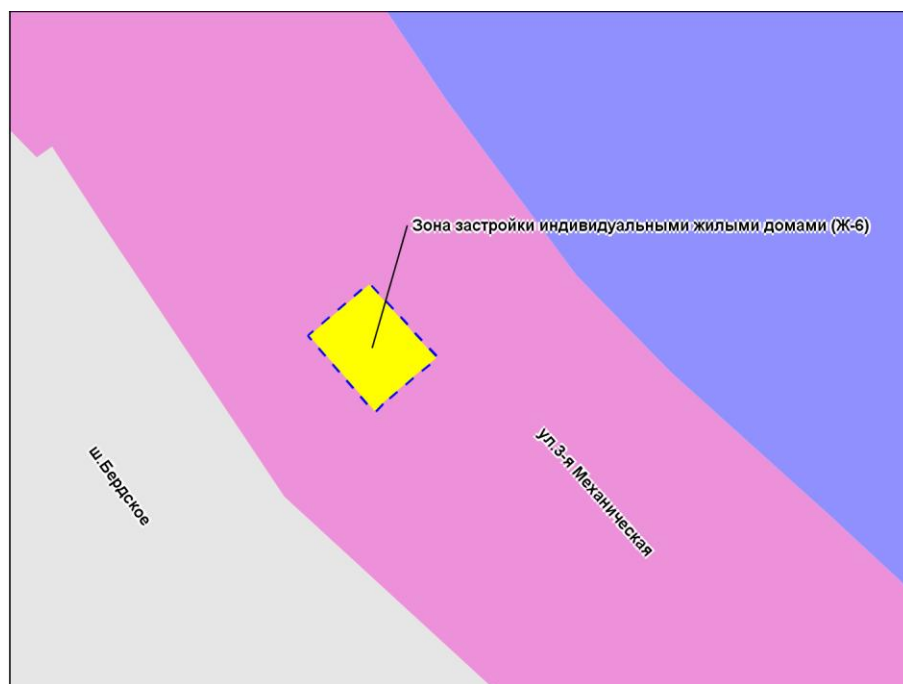 Зона застройки индивидуальными жилыми домами (Ж-6)
ш.Бердское
ул.3-я Механическая